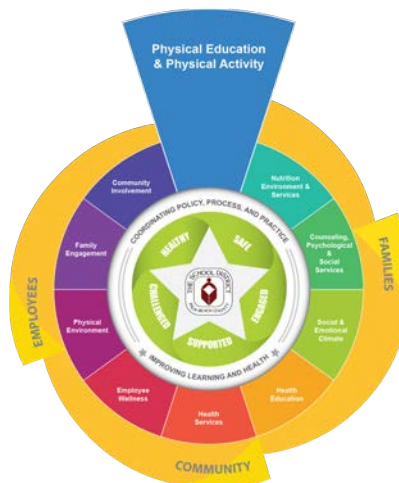 Physical Education
& Physical Activity
Nutrition
Environment &
Services
Counseling,
Psychological
&
Social
Services
Social &
Emotional
Climate
Health
Education
Health
Services
Employee
Wellness
Physical
Environment
Family
Engagement
Community
Involvement
COORDINATING POLICY, PROCESS, AND PRACTICE
IMPROVING LEARNING AND HEALTH
HEALTHY
SAFE
ENGAGED
SUPPORTED
CHALLENGED
THE SCHOOL DISTRICT
FAMILIES
COMMUNITY
EMPLOYEES